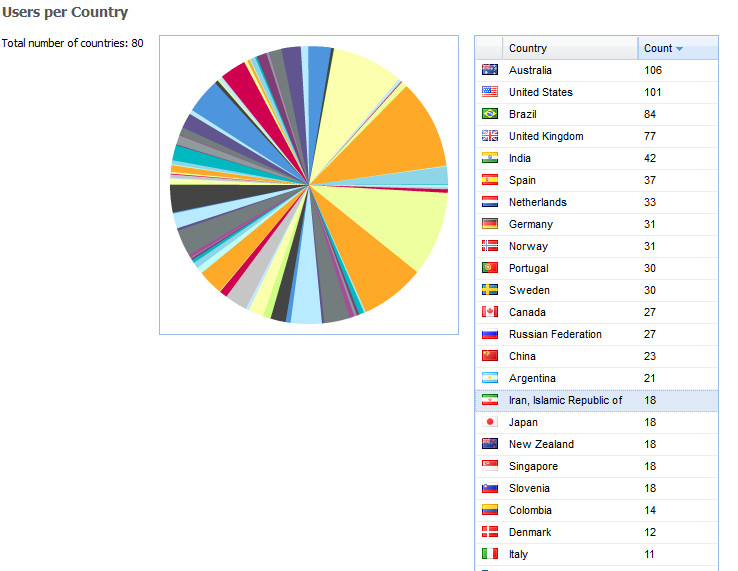 Users per Country
Total number of countries: 80
Country Count
Australia 106
United States 101
Brazil 84
United Kingdom 77
India 42
Spain 37
Netherlands 33
Germany 31
Norway 31
Portugal 30
Sweden 30
Canada 27
Russian Federation 27
China 23
Argentina 21
Iran, Islamic Republic of 18
Japan 18
New Zealand 18
Singapore 18
Slovenia 18
Colombia 14
Denmark 12
Italy 11